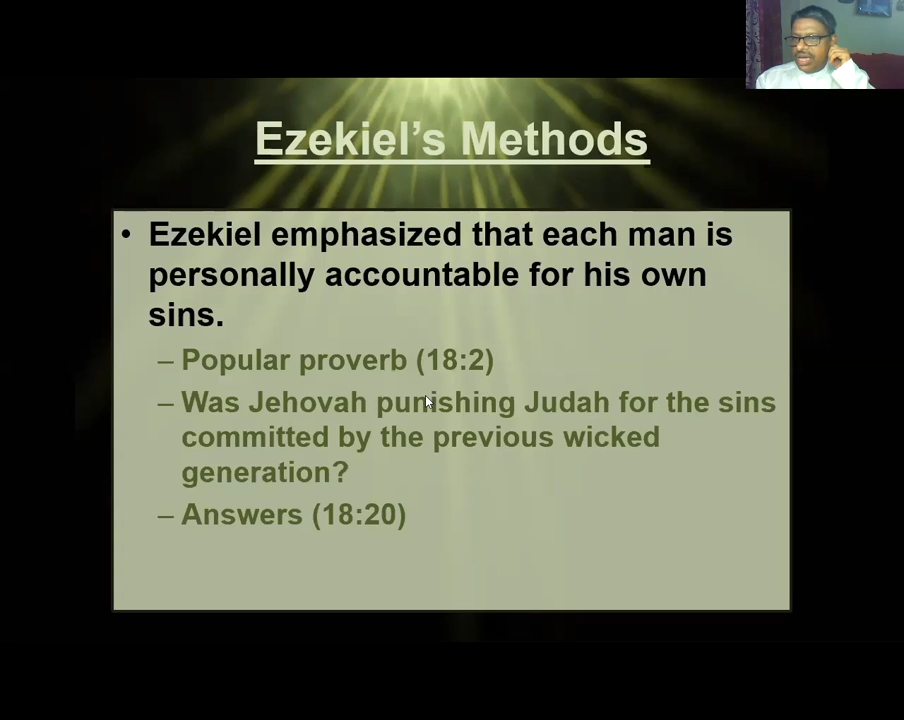 Ezekiel's Methods
• Ezekiel emphasized that each man is
personally accountable for his own
sins.
– Popular proverb (18:2)
– Was Jehovah punishing Judah for the sins
committed by the previous wicked
generation?
– Answers (18:20)